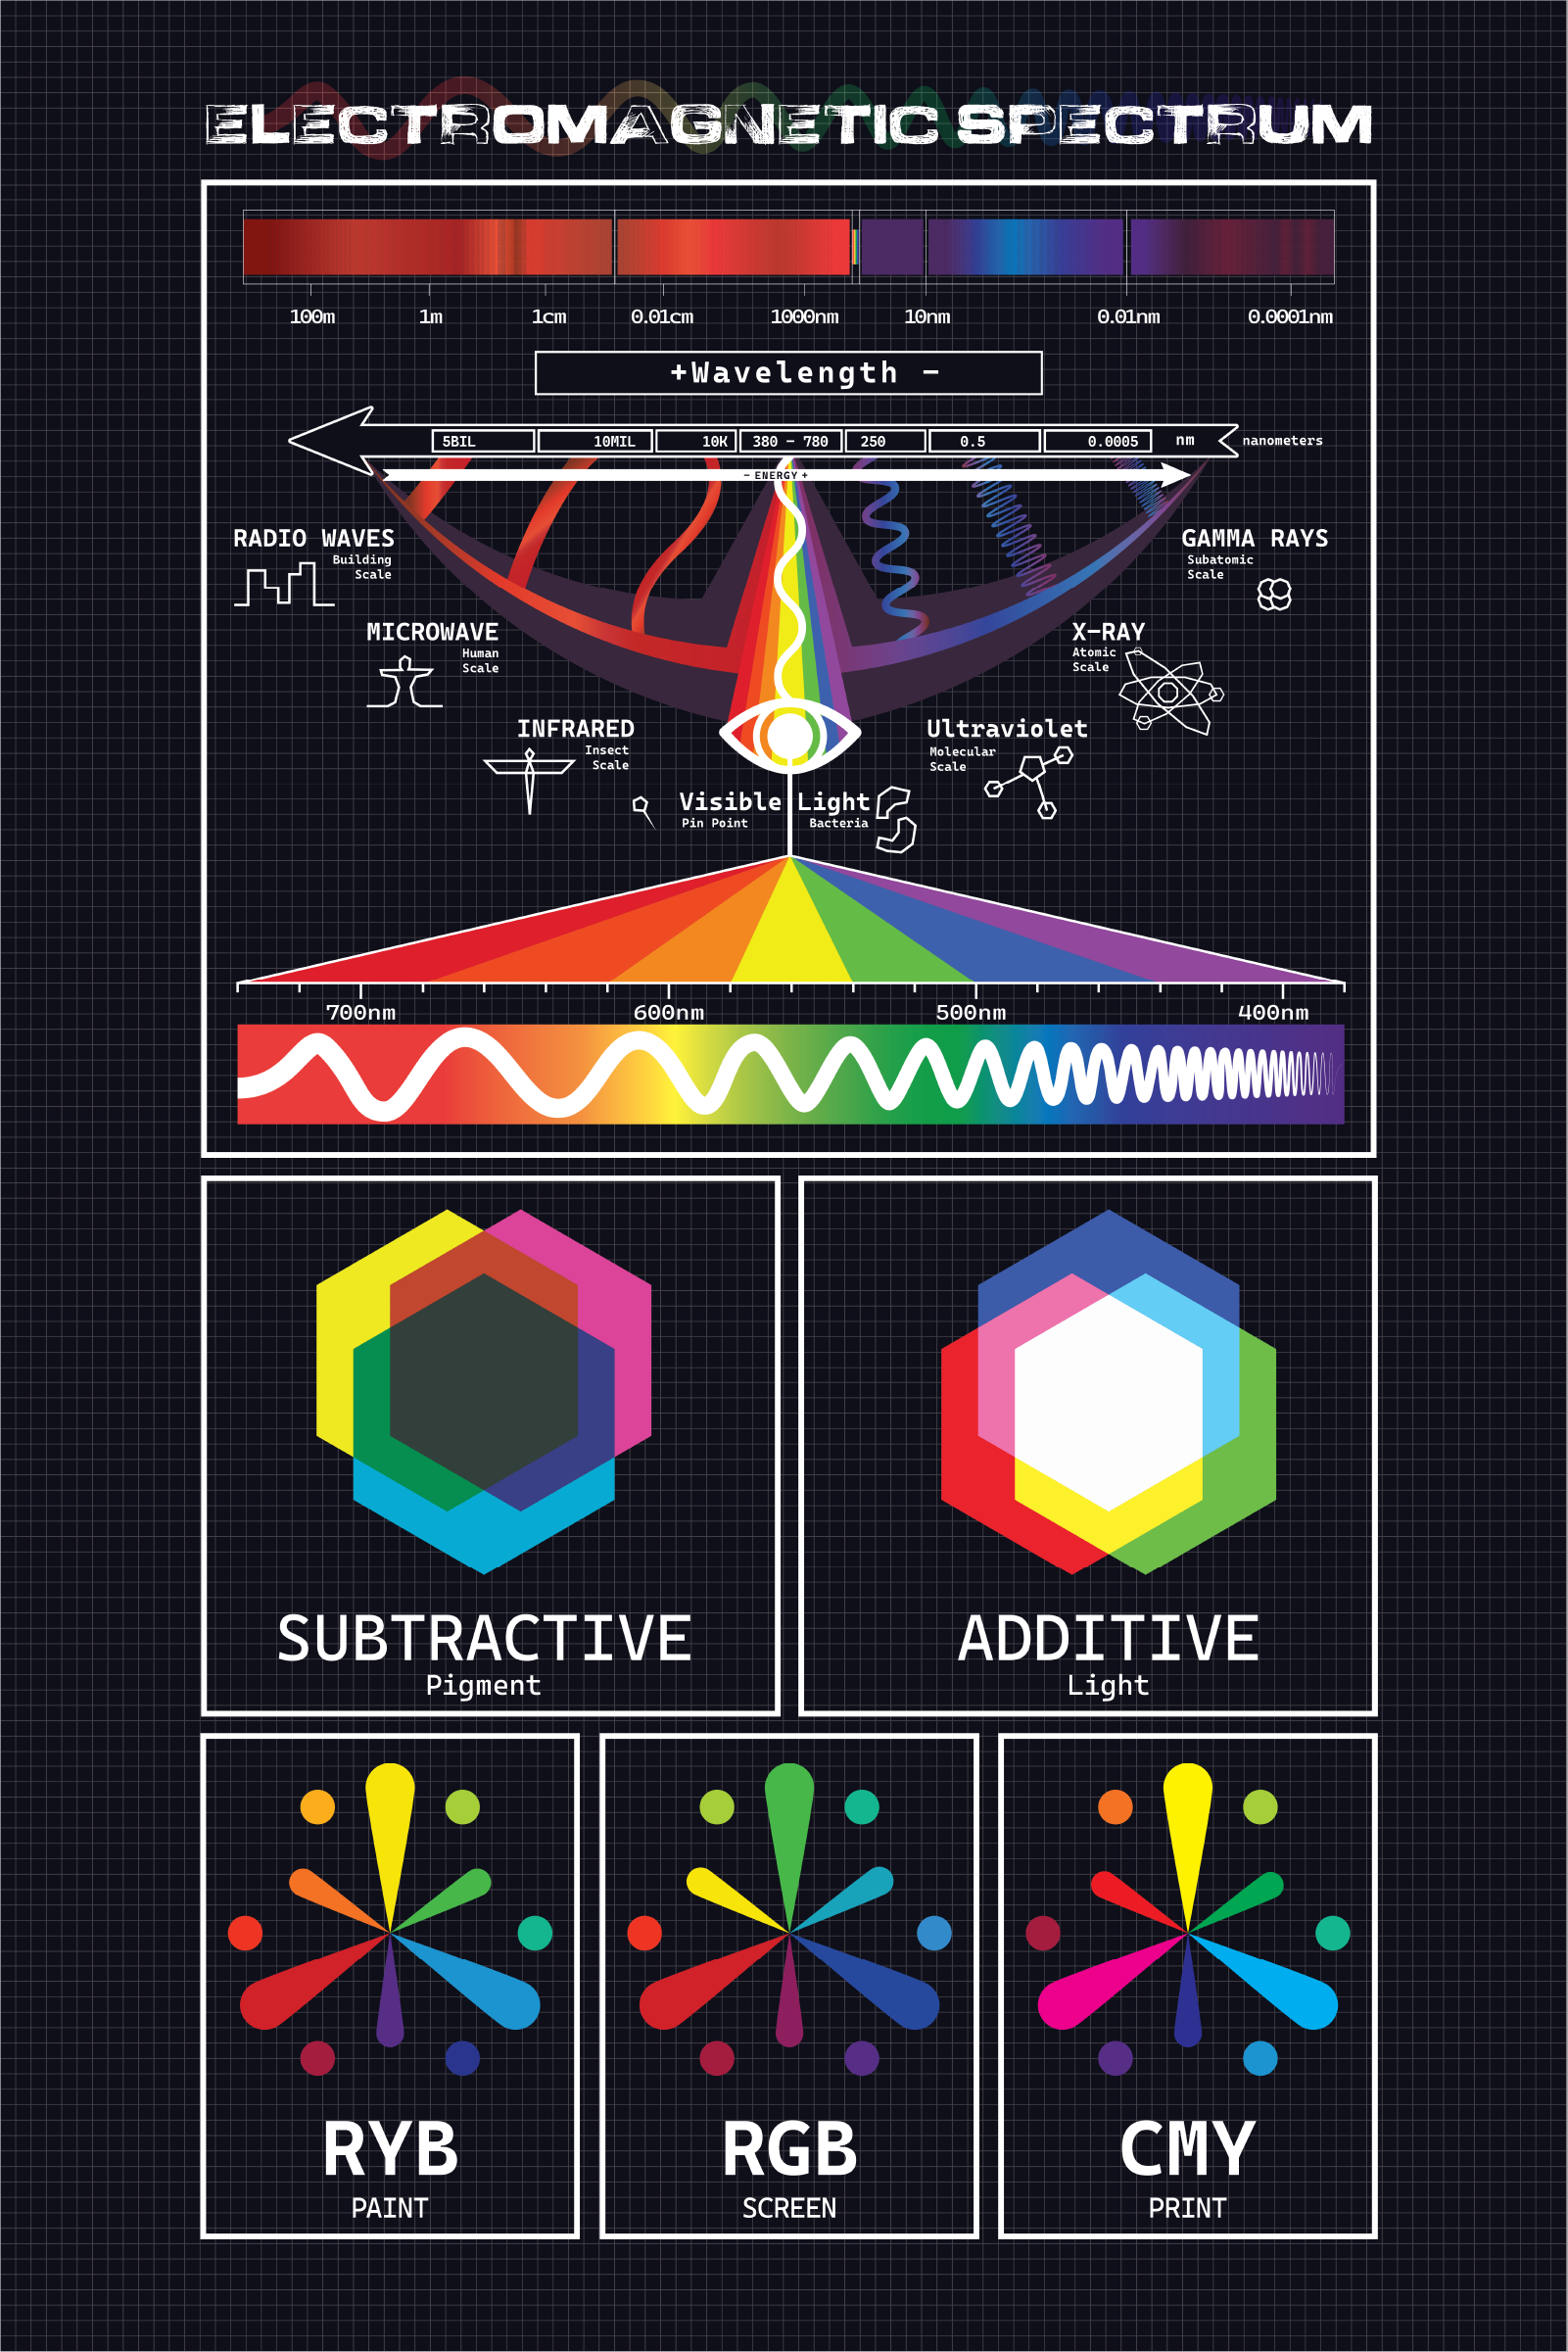 ELECTROMAGNETIC SPECTRUM
100m 1m 1cm 0.01cm 1000nm 10nm 0.01nm 0.0001nm
+Wavelength −
5BIL 10MIL 10K 380 − 780 250 0.5 0.0005 nm nanometers
− ENERGY +
RADIO WAVES
Building
Scale
GAMMA RAYS
Subatomic
Scale
MICROWAVE
Human
Scale
X−RAY
Atomic
Scale
INFRARED
Insect
Scale
Ultraviolet
Molecular
Scale
Visible Light
Pin Point Bacteria
700nm 600nm 500nm 400nm
SUBTRACTIVE
Pigment
ADDITIVE
Light
RYB
PAINT
RGB
SCREEN
CMY
PRINT